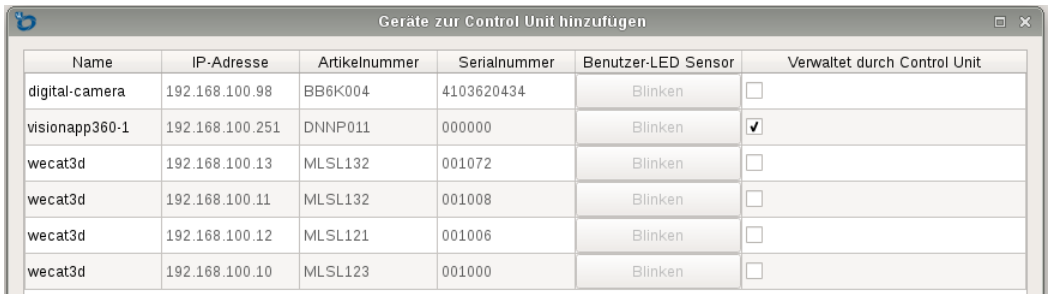 Geräte zur Control Unit hinzufügen
Name IP-Adresse Artikelnummer Serialnummer Benutzer-LED Sensor Verwaltet durch Control Unit
digital-camera 192.168.100.98 BB6K004 4103620434 Blinken
visionapp360-1 192.168.100.251 DNNP011 000000 Blinken
wecat3d 192.168.100.13 MLSL132 001072 Blinken
wecat3d 192.168.100.11 MLSL132 001008 Blinken
wecat3d 192.168.100.12 MLSL121 001006 Blinken
wecat3d 192.168.100.10 MLSL123 001000 Blinken